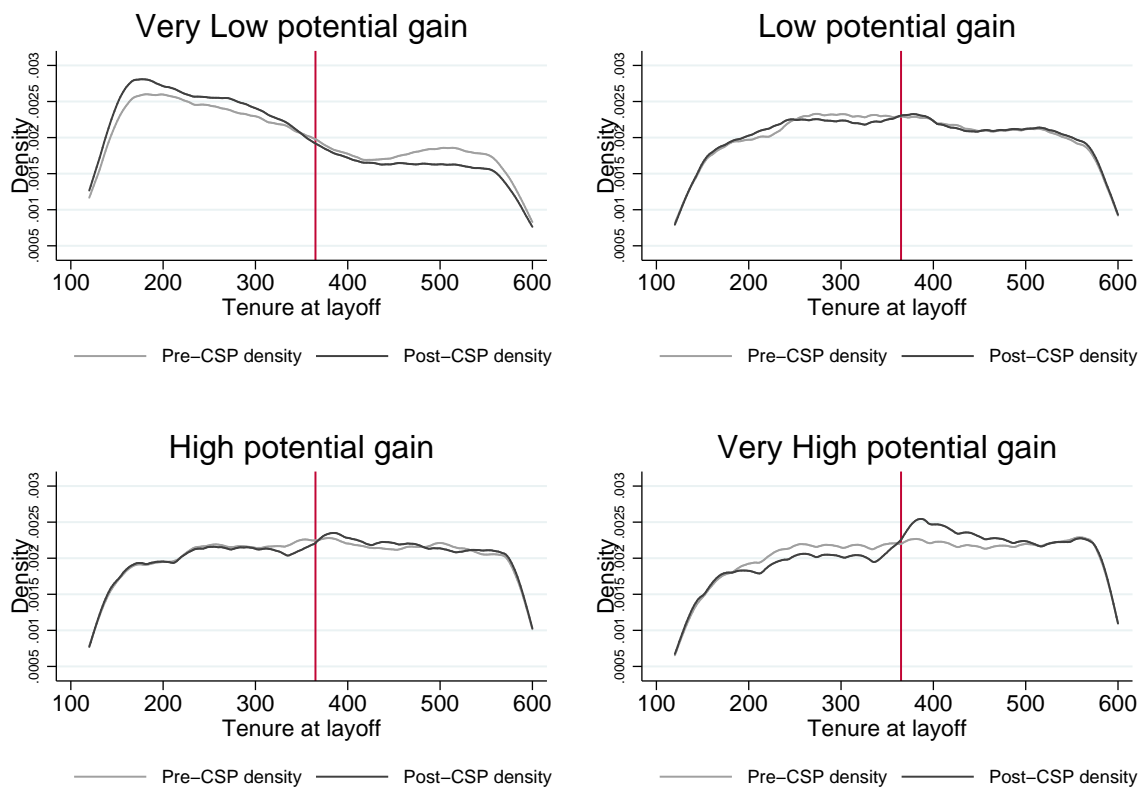 Very Low potential gain
Density
.0005 .001 .0015 .002 .0025 .003
100 200 300 400 500 600
Tenure at layoff
Pre–CSP density Post–CSP density
Low potential gain
Density
.0005 .001 .0015 .002 .0025 .003
100 200 300 400 500 600
Tenure at layoff
Pre–CSP density Post–CSP density
High potential gain
Density
.0005 .001 .0015 .002 .0025 .003
100 200 300 400 500 600
Tenure at layoff
Pre–CSP density Post–CSP density
Very High potential gain
Density
.0005 .001 .0015 .002 .0025 .003
100 200 300 400 500 600
Tenure at layoff
Pre–CSP density Post–CSP density